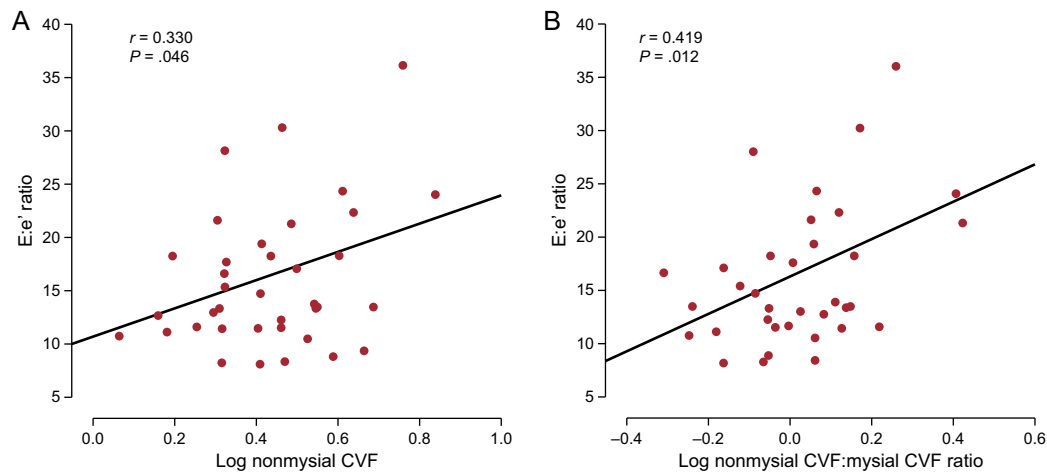 A
r = 0.330
P = .046
40
35
30
25
20
15
10
5
E:e' ratio
0.0 0.2 0.4 0.6 0.8 1.0
Log nonmysial CVF
B
r = 0.419
P = .012
40
35
30
25
20
15
10
5
E:e' ratio
–0.4 –0.2 0.0 0.2 0.4 0.6
Log nonmysial CVF:mysial CVF ratio